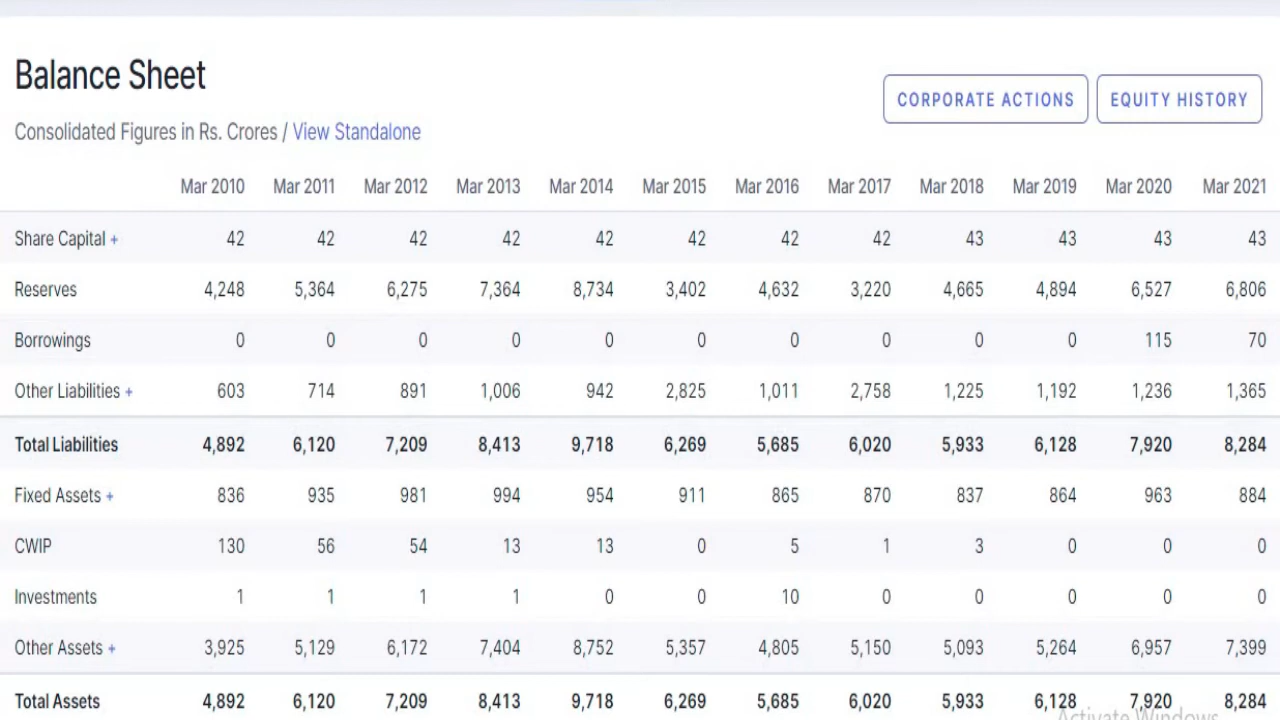 Balance Sheet
CORPORATE ACTIONS EQUITY HISTORY
Consolidated Figures in Rs. Crores / View Standalone
Mar 2010 Mar 2011 Mar 2012 Mar 2013 Mar 2014 Mar 2015 Mar 2016 Mar 2017 Mar 2018 Mar 2019 Mar 2020 Mar 2021
Share Capital + 42 42 42 42 42 42 42 42 43 43 43 43
Reserves 4,248 5,364 6,275 7,364 8,734 3,402 4,632 3,220 4,665 4,894 6,527 6,806
Borrowings 0 0 0 0 0 0 0 0 0 0 115 70
Other Liabilities + 603 714 891 1,006 942 2,825 1,011 2,758 1,225 1,192 1,236 1,365
Total Liabilities 4,892 6,120 7,209 8,413 9,718 6,269 5,685 6,020 5,933 6,128 7,920 8,284
Fixed Assets + 836 935 981 994 954 911 865 870 837 864 963 884
CWIP 130 56 54 13 13 0 5 1 3 0 0 0
Investments 1 1 1 1 0 0 10 0 0 0 0 0
Other Assets + 3,925 5,129 6,172 7,404 8,752 5,357 4,805 5,150 5,093 5,264 6,957 7,399
Total Assets 4,892 6,120 7,209 8,413 9,718 6,269 5,685 6,020 5,933 6,128 7,920 8,284
Activate Windows